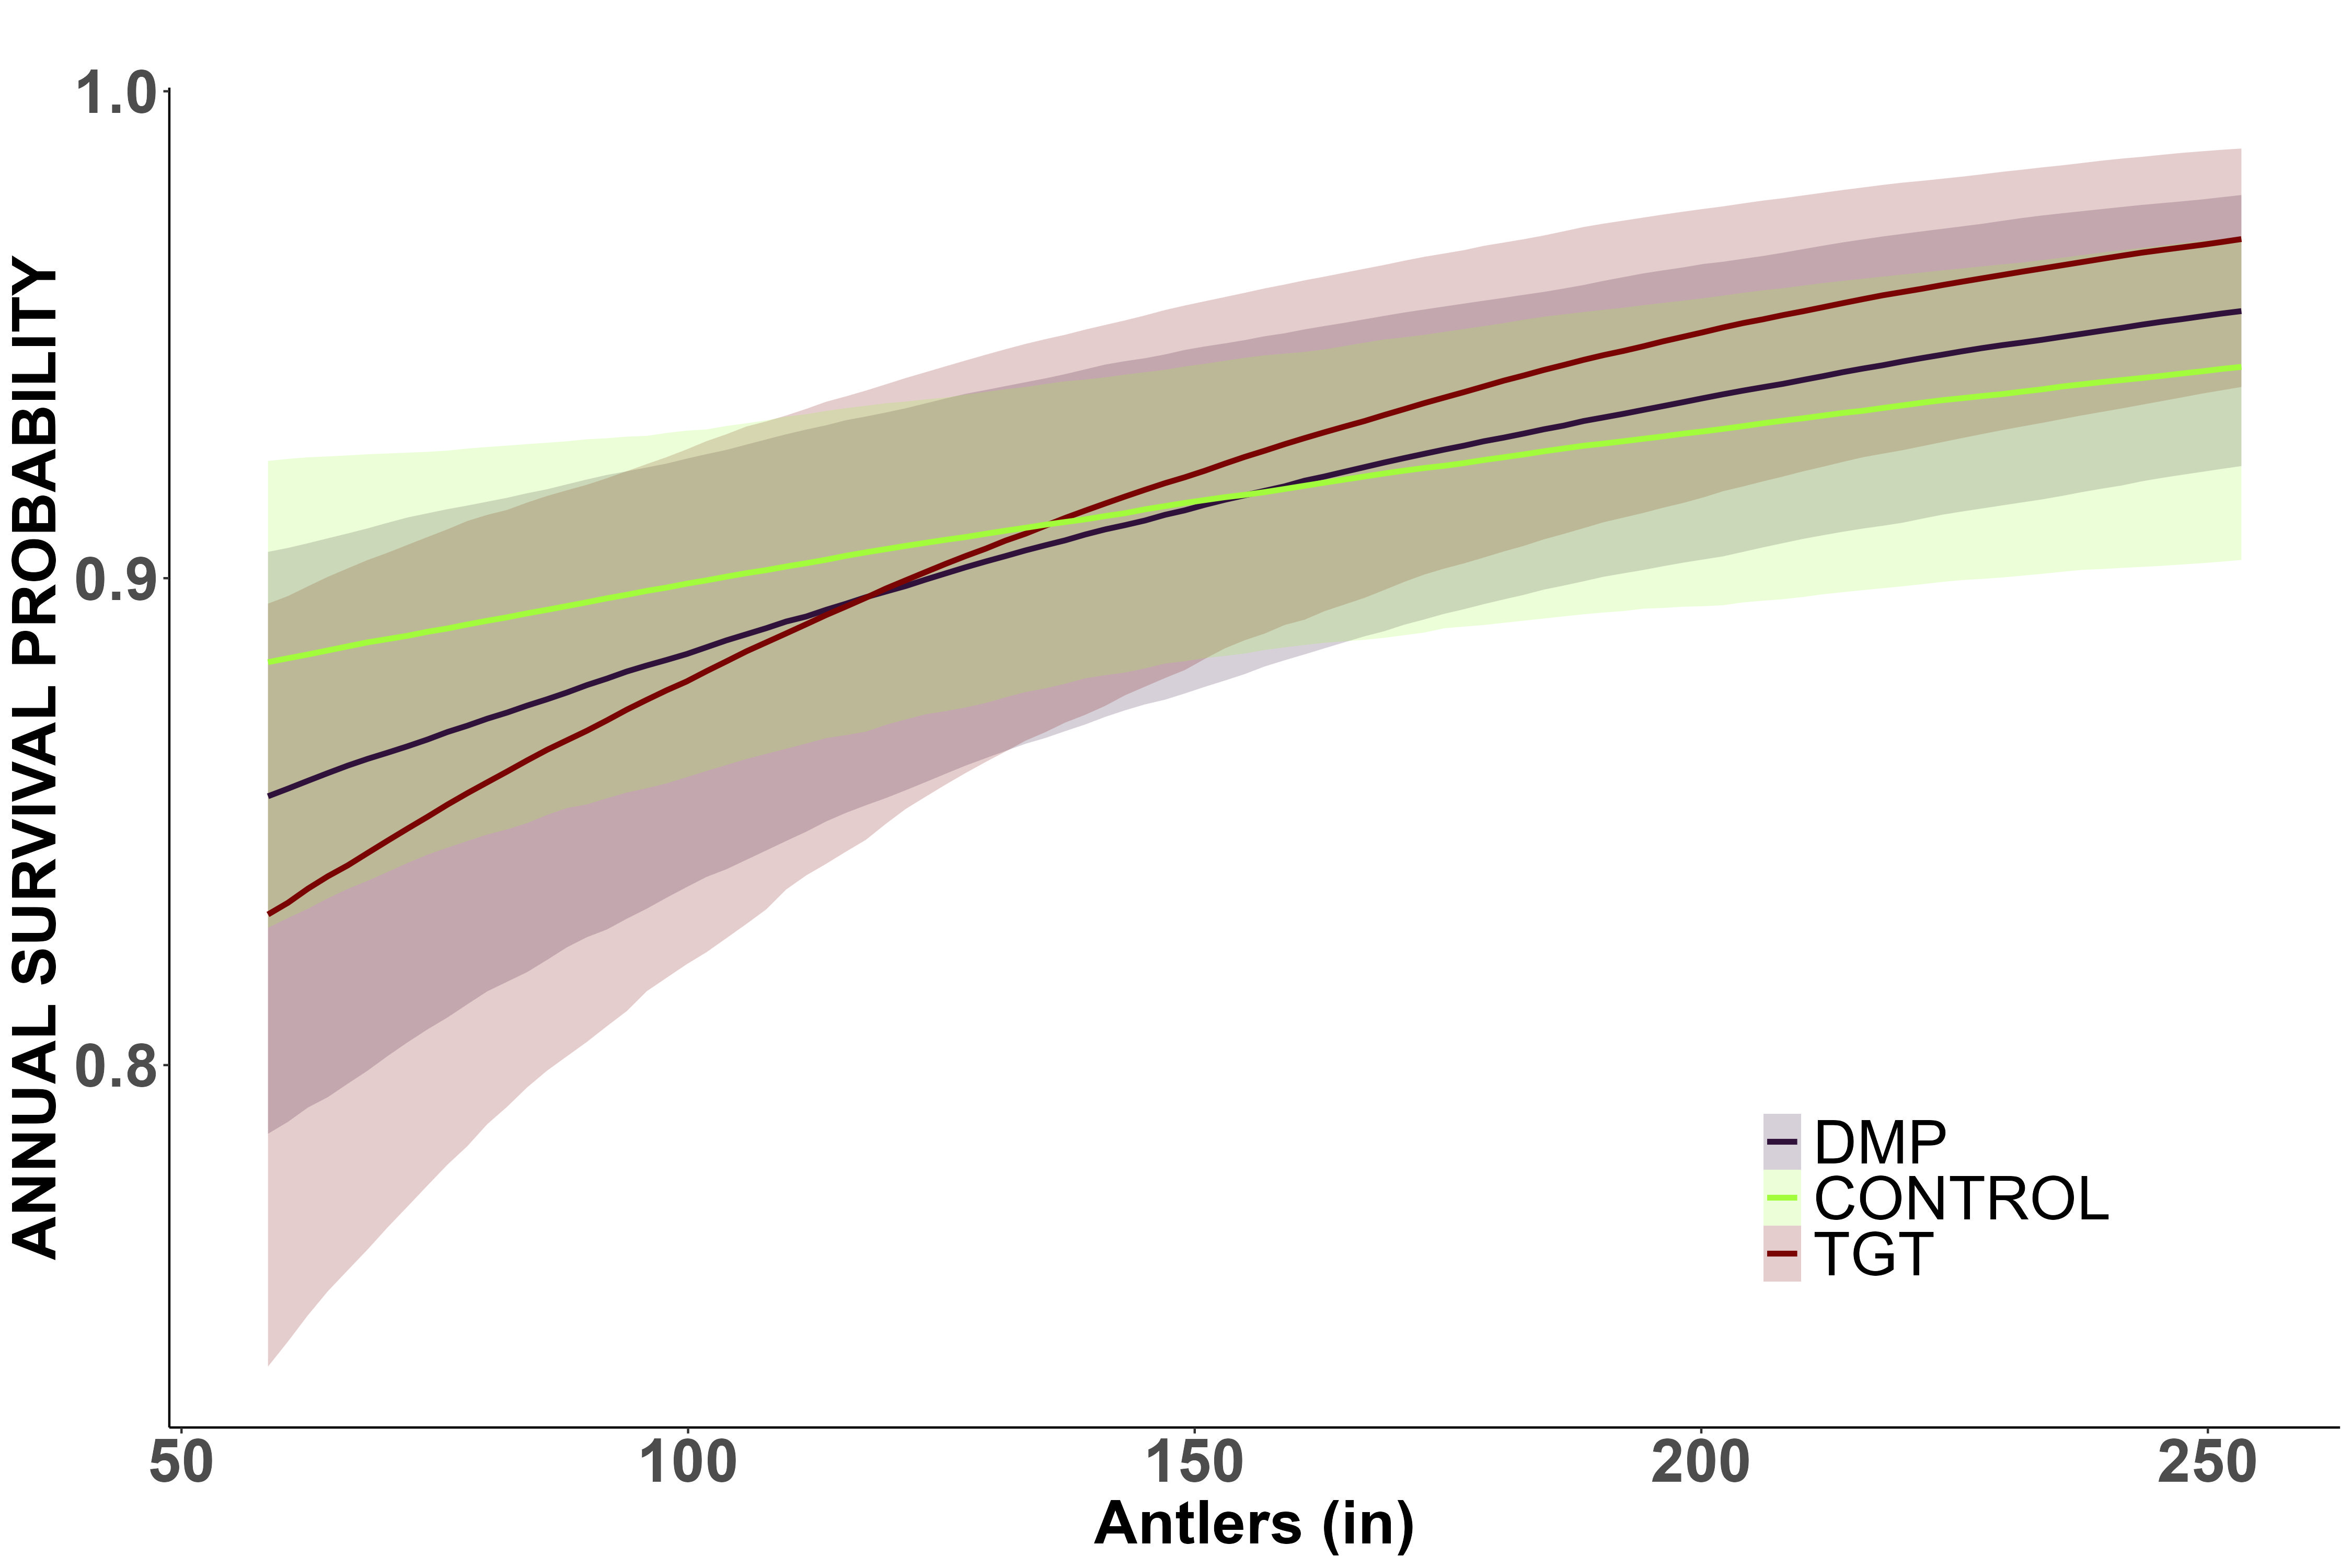 ANNUAL SURVIVAL PROBABILITY
1.0
0.9
0.8
50 100 150 200 250
Antlers (in)
DMP
CONTROL
TGT